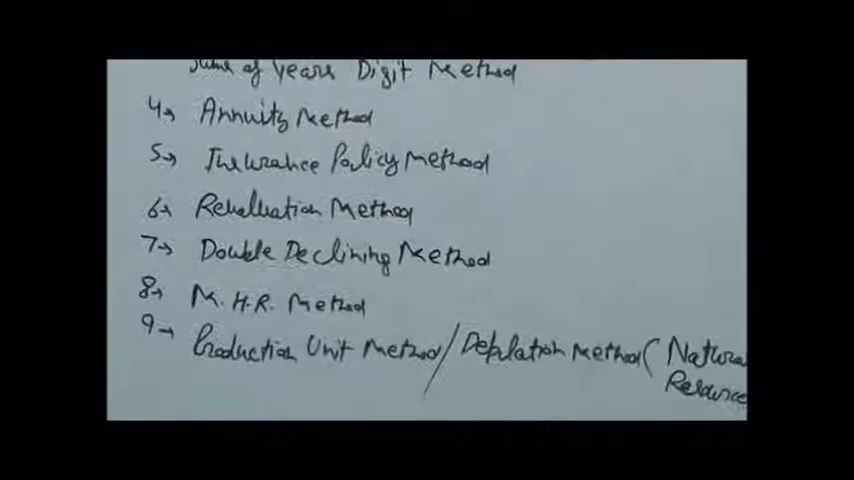 Sum of Years Digit Method
4→ Annuity Method
5→ Insurance Policy Method
6→ Revaluation Method
7→ Double Declining Method
8→ M.H.R. Method
9→ Production Unit Method / Depletion Method ( Natura
Resource